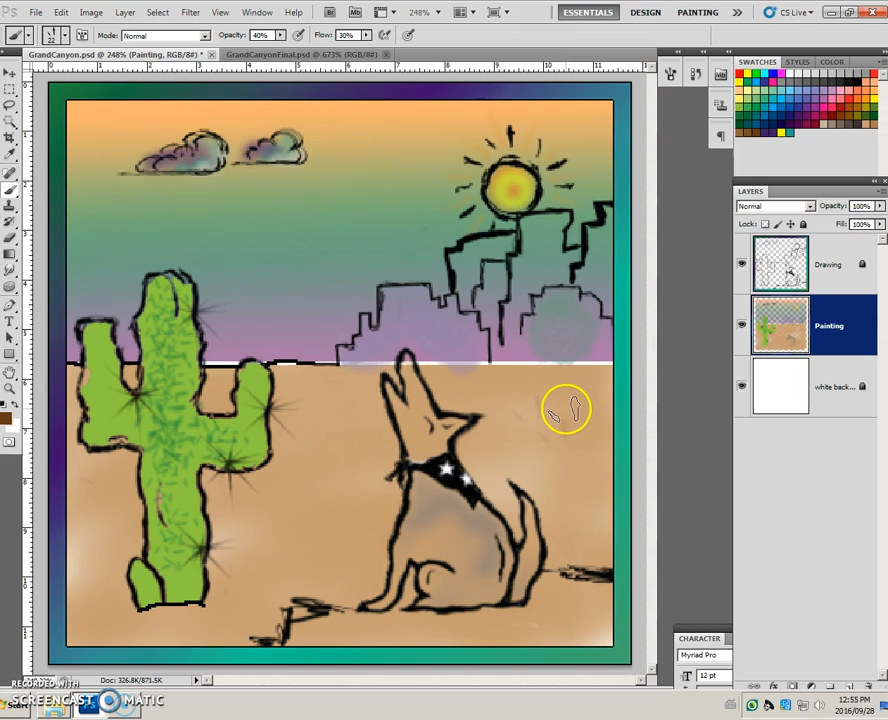 File Edit Image Layer Select Filter View Window Help 248% ESSENTIALS DESIGN PAINTING CS Live
22 Mode: Normal Opacity: 40% Flow: 30%
GrandCanyon.psd @ 248% (Painting, RGB/8#) * GrandCanyonFinal.psd @ 673% (RGB/8#)
SWATCHES STYLES COLOR
LAYERS
Normal Opacity: 100%
Lock: Fill: 100%
Drawing
Painting
white back...
CHARACTER
Myriad Pro
12 pt
Doc: 326.8K/871.5K
RECORDED WITH
SCREENCAST MATIC
Start
12:55 PM
2016/09/28